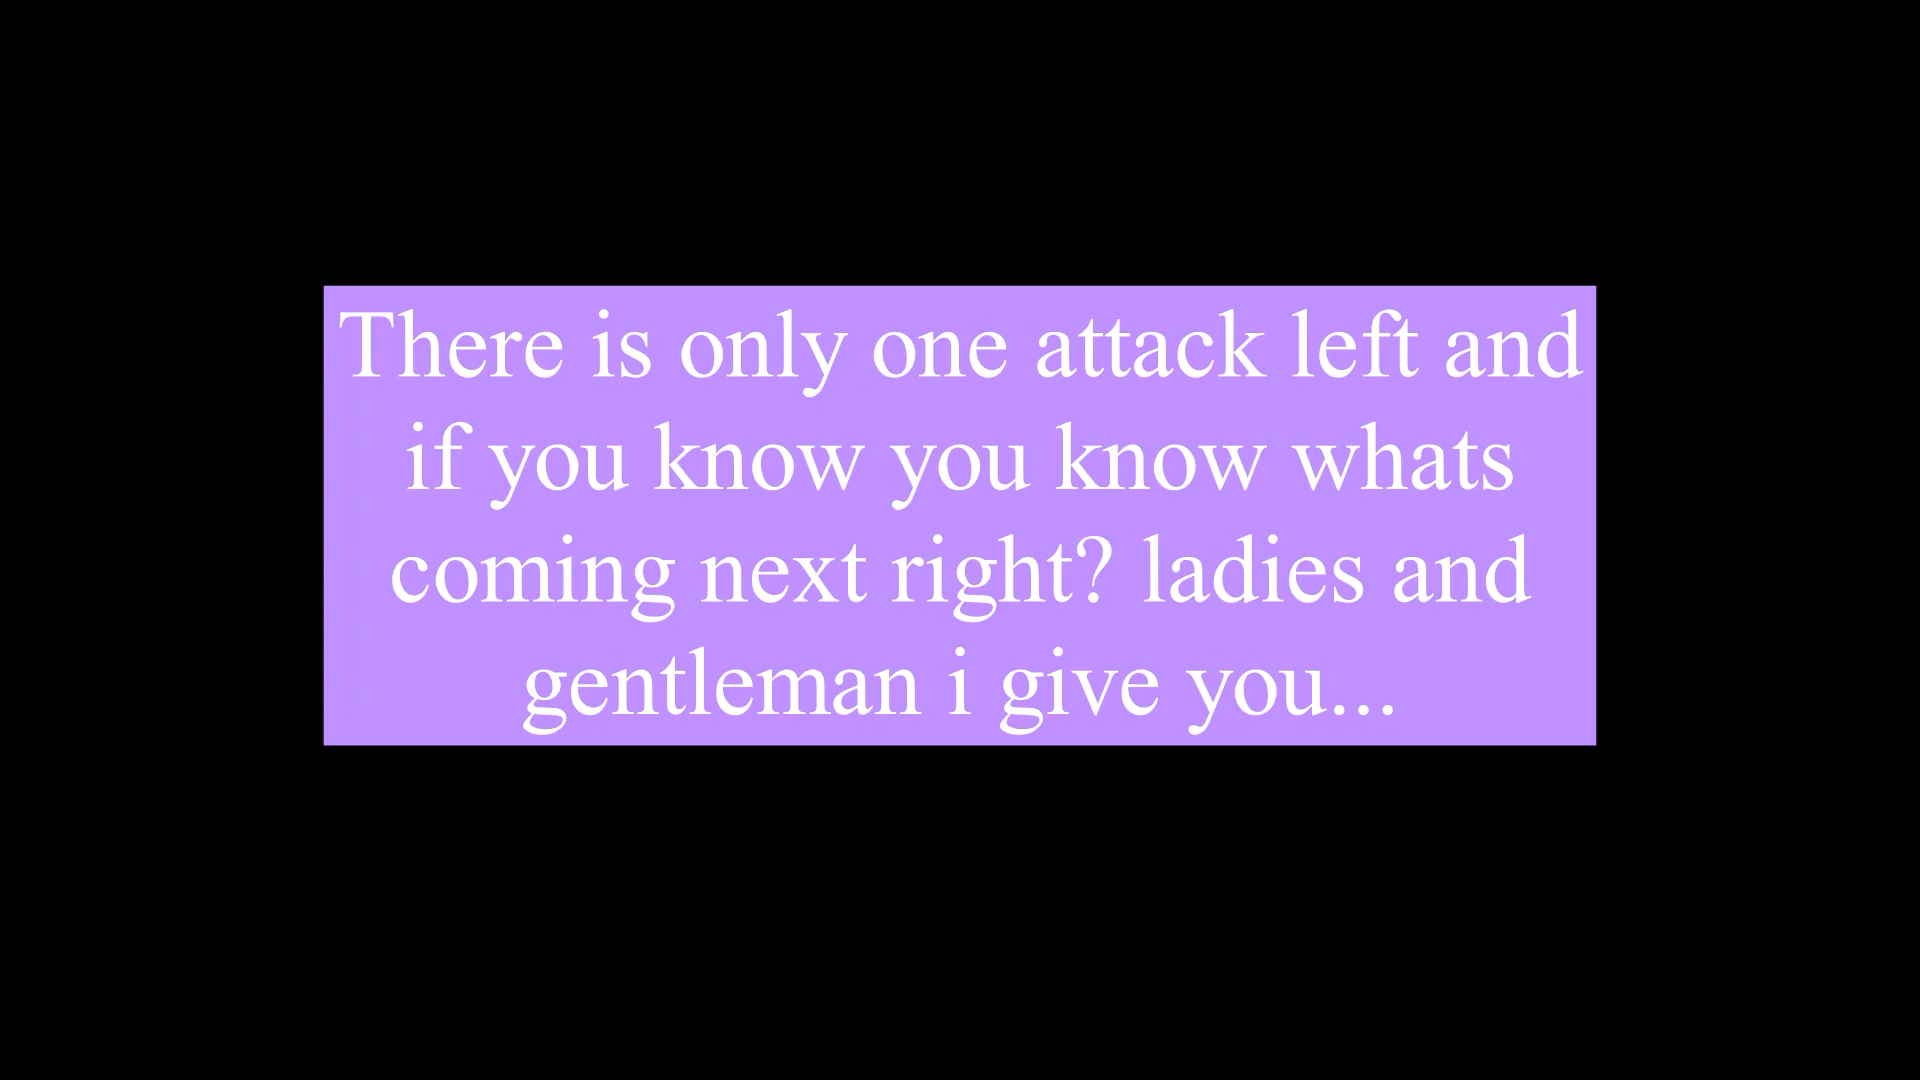 There is only one attack left and
if you know you know whats
coming next right? ladies and
gentleman i give you...